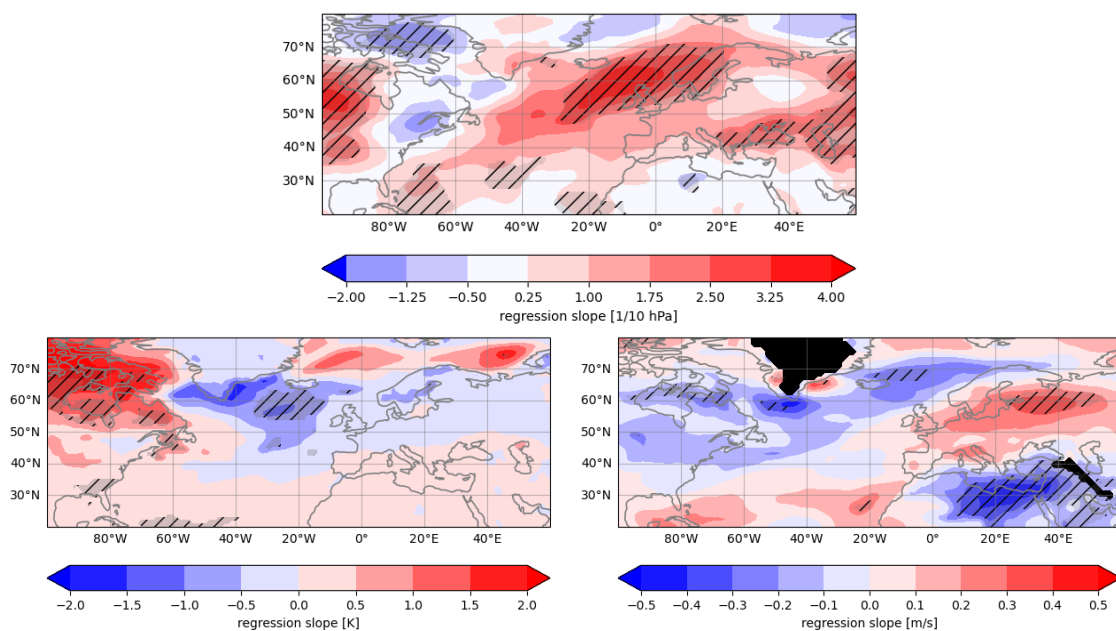 70°N
60°N
50°N
40°N
30°N
80°W 60°W 40°W 20°W 0° 20°E 40°E
−2.00 −1.25 −0.50 0.25 1.00 1.75 2.50 3.25 4.00
regression slope [1/10 hPa]
70°N
60°N
50°N
40°N
30°N
80°W 60°W 40°W 20°W 0° 20°E 40°E
−2.0 −1.5 −1.0 −0.5 0.0 0.5 1.0 1.5 2.0
regression slope [K]
70°N
60°N
50°N
40°N
30°N
80°W 60°W 40°W 20°W 0° 20°E 40°E
−0.5 −0.4 −0.3 −0.2 −0.1 0.0 0.1 0.2 0.3 0.4 0.5
regression slope [m/s]